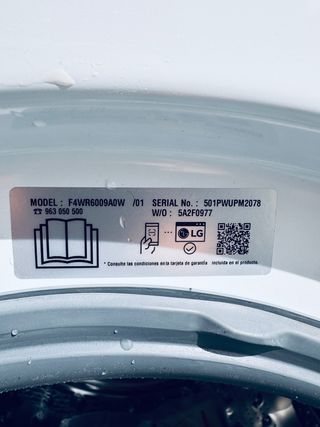 MODEL : F4WR6009A0W /01 SERIAL No : 501PWUPM2078
☎ 963 050 500 W/O : 5A2F0977
LG
* Consulte las condiciones en la tarjeta de garantía incluida en el producto.